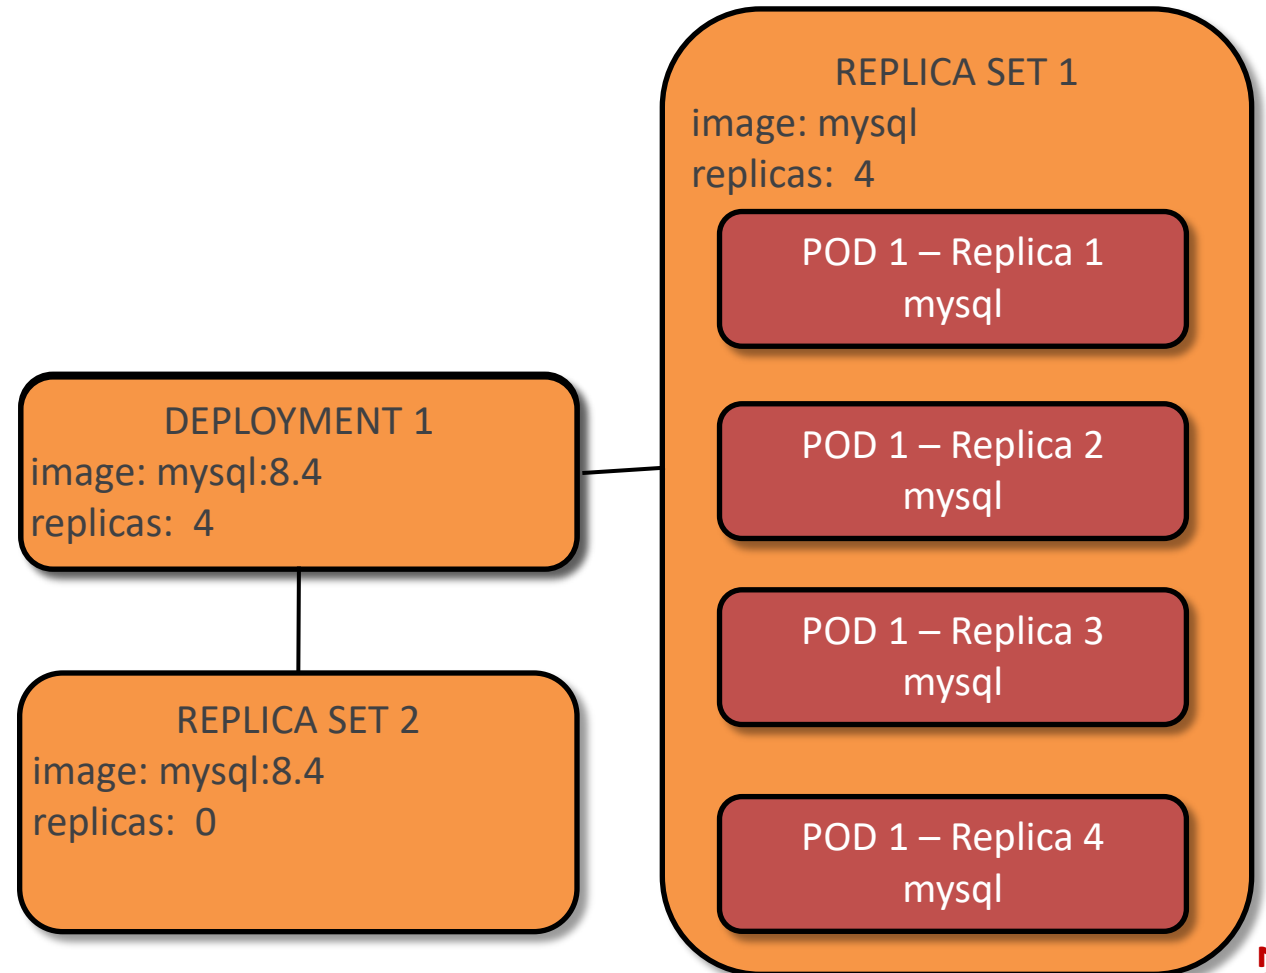 REPLICA SET 1
image: mysql
replicas: 4
POD 1 – Replica 1
mysql
POD 1 – Replica 2
mysql
POD 1 – Replica 3
mysql
POD 1 – Replica 4
mysql
DEPLOYMENT 1
image: mysql:8.4
replicas: 4
REPLICA SET 2
image: mysql:8.4
replicas: 0